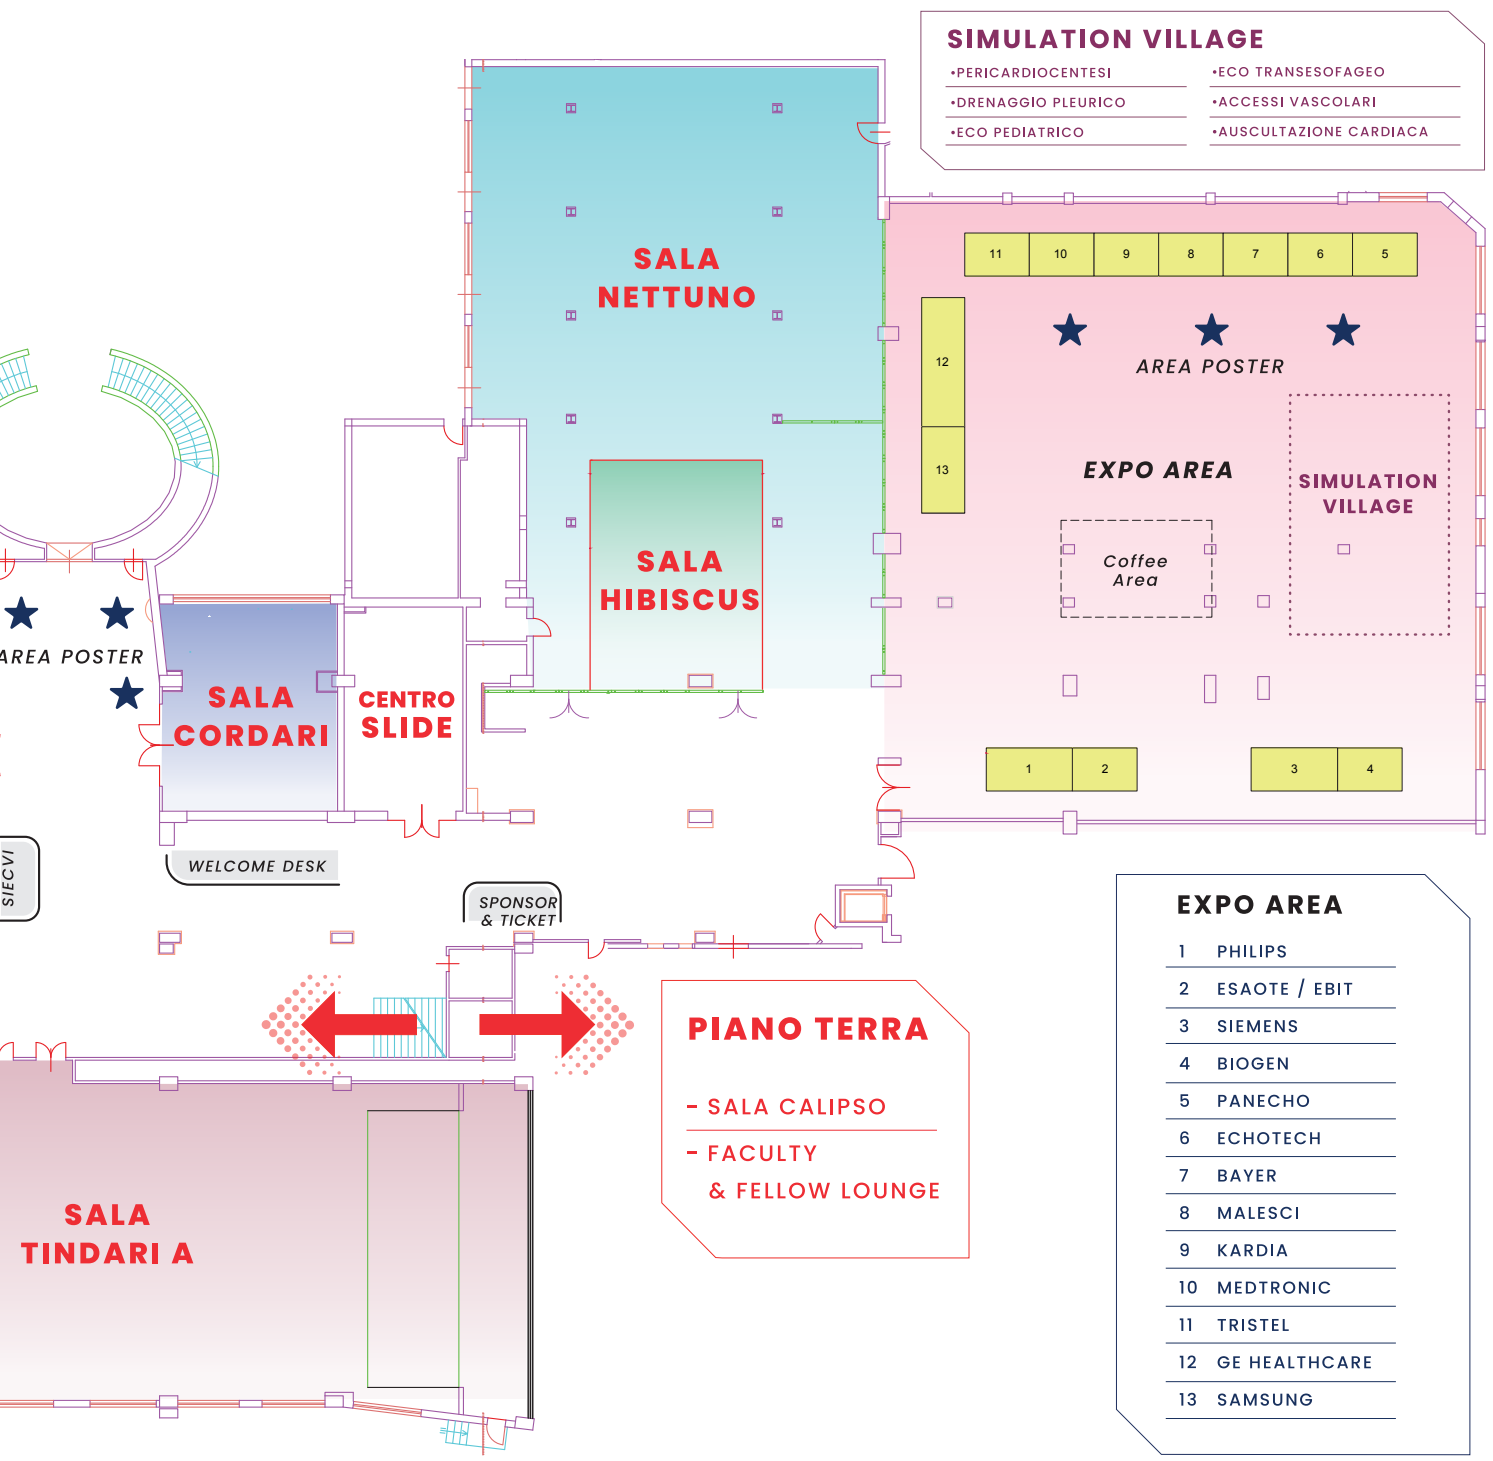 SIMULATION VILLAGE
•PERICARDIOCENTESI
•ECO TRANSESOFAGEO
•DRENAGGIO PLEURICO
•ACCESSI VASCOLARI
•ECO PEDIATRICO
•AUSCULTAZIONE CARDIACA
SALA
NETTUNO
11 10 9 8 7 6 5
12
13
AREA POSTER
EXPO AREA
SIMULATION
VILLAGE
Coffee
Area
SALA
HIBISCUS
AREA POSTER
SALA
CORDARI
CENTRO
SLIDE
1 2 3 4
SIECVI
WELCOME DESK
SPONSOR
& TICKET
PIANO TERRA
- SALA CALIPSO
- FACULTY
& FELLOW LOUNGE
SALA
TINDARI A
EXPO AREA
1 PHILIPS
2 ESAOTE / EBIT
3 SIEMENS
4 BIOGEN
5 PANECHO
6 ECHOTECH
7 BAYER
8 MALESCI
9 KARDIA
10 MEDTRONIC
11 TRISTEL
12 GE HEALTHCARE
13 SAMSUNG